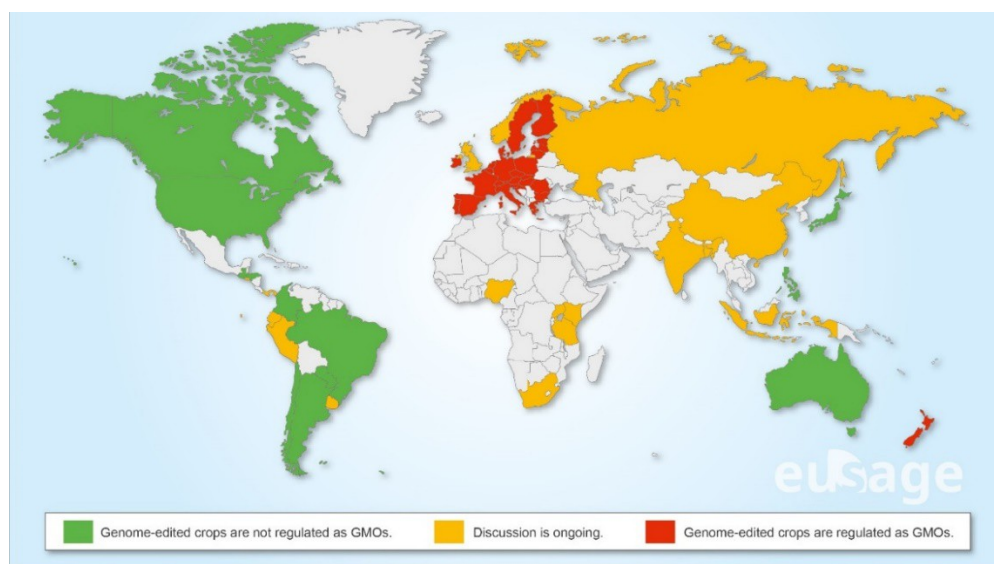 eusage
Genome-edited crops are not regulated as GMOs.
Discussion is ongoing.
Genome-edited crops are regulated as GMOs.